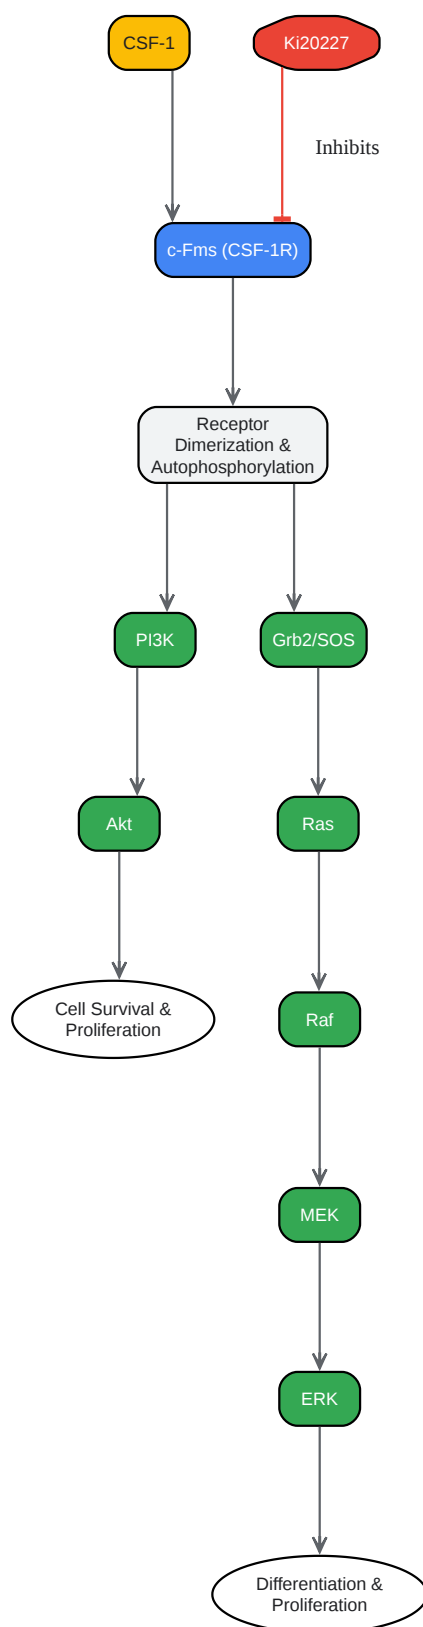 CSF-1
Ki20227
Inhibits
c-Fms (CSF-1R)
Receptor
Dimerization &
Autophosphorylation
PI3K
Grb2/SOS
Akt
Ras
Cell Survival &
Proliferation
Raf
MEK
ERK
Differentiation &
Proliferation